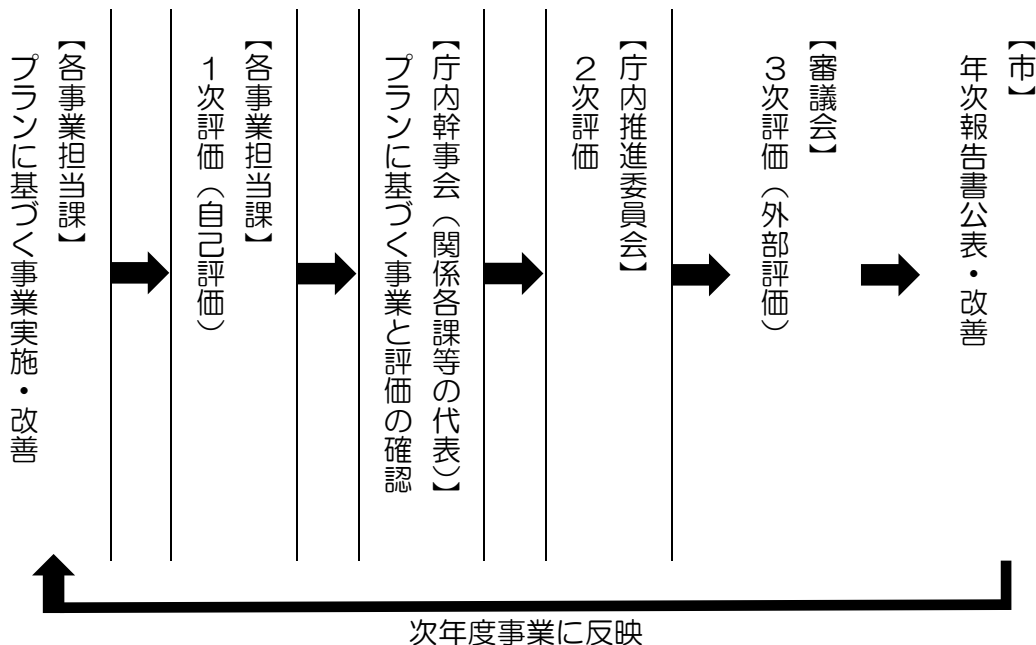 【各事業担当課】
プランに基づく事業実施・改善
【各事業担当課】
１次評価（自己評価）
【庁内幹事会（関係各課等の代表）】
プランに基づく事業と評価の確認
【庁内推進委員会】
２次評価
【審議会】
３次評価（外部評価）
【市】
年次報告書公表・改善
次年度事業に反映